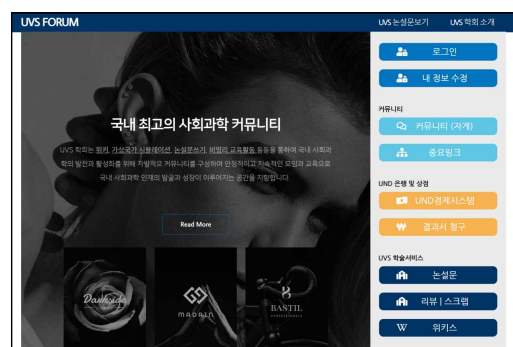 UVS FORUM
UVS 논설문보기
UVS 학회 소개
로그인
내 정보 수정
커뮤니티
커뮤니티 (자게)
중요링크
UND 은행 및 상점
UND경제시스템
결과서 청구
UVS 학술서비스
논설문
리뷰 | 스크랩
위키스
국내 최고의 사회과학 커뮤니티
UVS 학회는 위키, 가상국가 시뮬레이션, 논설문쓰기, 비영리 교육활동 등등을 통하여 국내 사회과
학의 발전과 활성화를 위해 자발적으로 커뮤니티를 구성하여 안정적이고 지속적인 모임과 교육으로
국내 사회과학 인재의 발굴과 성장이 이루어지는 공간을 지향합니다.
Read More
Darkside
MADRID
BASTIL